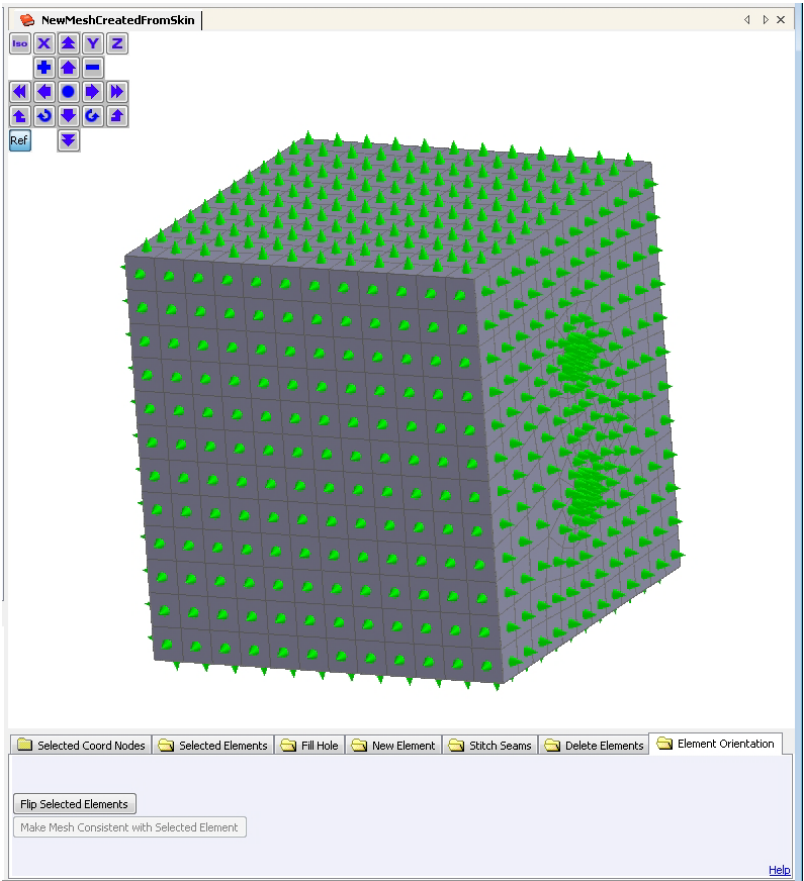 NewMeshCreatedFromSkin
Iso X Y Z
Ref
Selected Coord Nodes Selected Elements Fill Hole New Element Stitch Seams Delete Elements Element Orientation
Flip Selected Elements
Make Mesh Consistent with Selected Element
Help